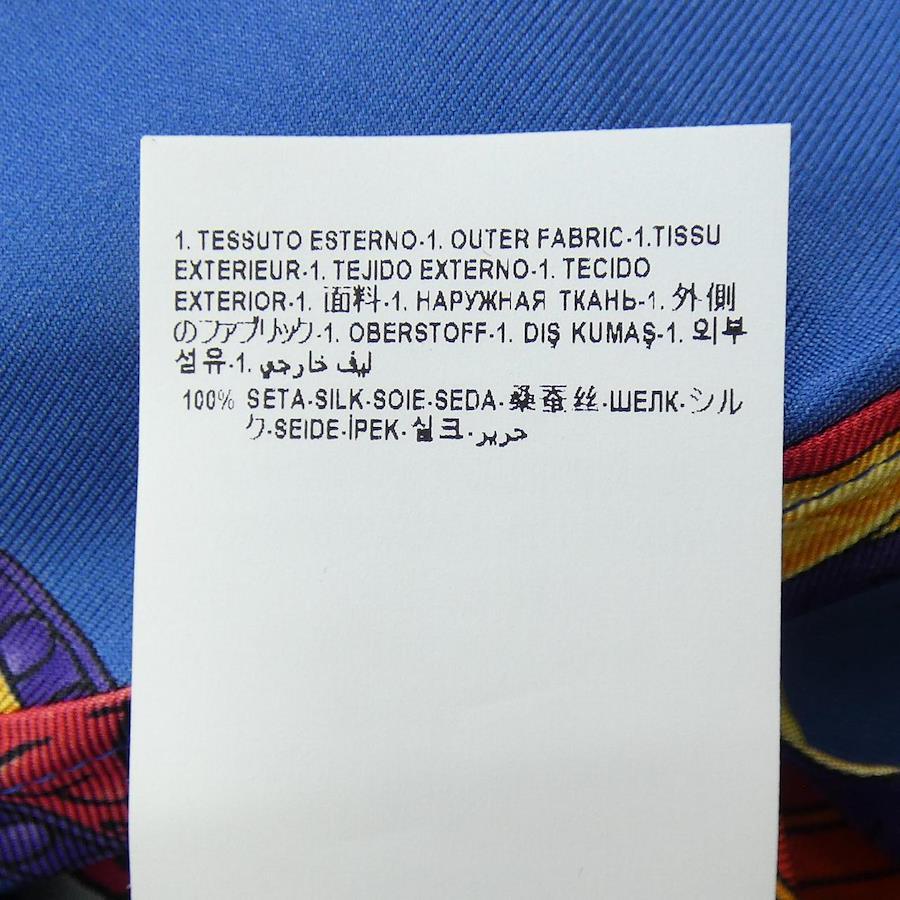 1. TESSUTO ESTERNO-1. OUTER FABRIC-1.TISSU
EXTERIEUR-1. TEJIDO EXTERNO-1. TECIDO
EXTERIOR-1. 面料-1. НАРУЖНАЯ ТКАНЬ-1. 外側
のファブリック-1. OBERSTOFF-1. DIŞ KUMAŞ-1. 외부
섬유-1. ليف خارجي
100% SETA-SILK-SOIE-SEDA-桑蚕丝-ШЕЛК-シル
ク-SEIDE-İPEK-실크-حرير